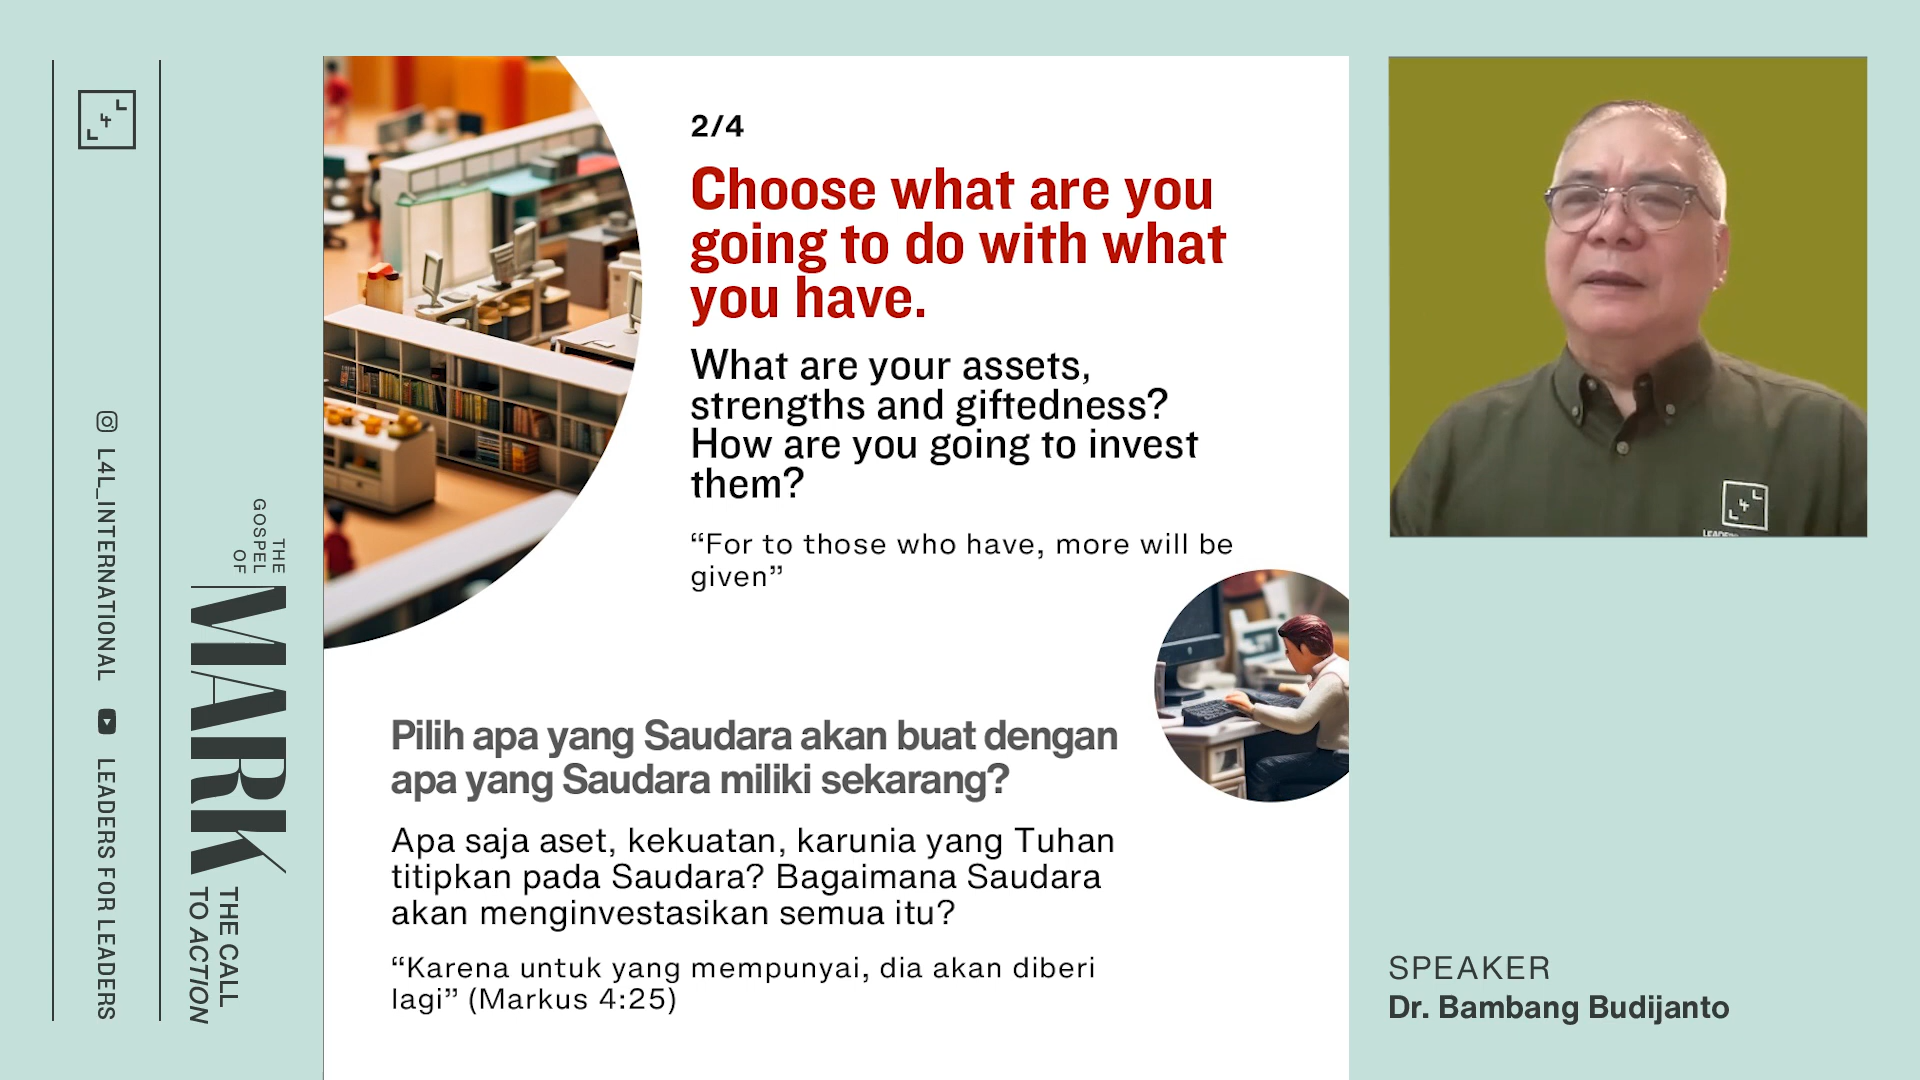 L4L_INTERNATIONAL
LEADERS FOR LEADERS
THE
GOSPEL
OF
MARK
THE CALL
TO ACTION
2/4
Choose what are you
going to do with what
you have.
What are your assets,
strengths and giftedness?
How are you going to invest
them?
“For to those who have, more will be
given”
Pilih apa yang Saudara akan buat dengan
apa yang Saudara miliki sekarang?
Apa saja aset, kekuatan, karunia yang Tuhan
titipkan pada Saudara? Bagaimana Saudara
akan menginvestasikan semua itu?
“Karena untuk yang mempunyai, dia akan diberi
lagi” (Markus 4:25)
SPEAKER
Dr. Bambang Budijanto